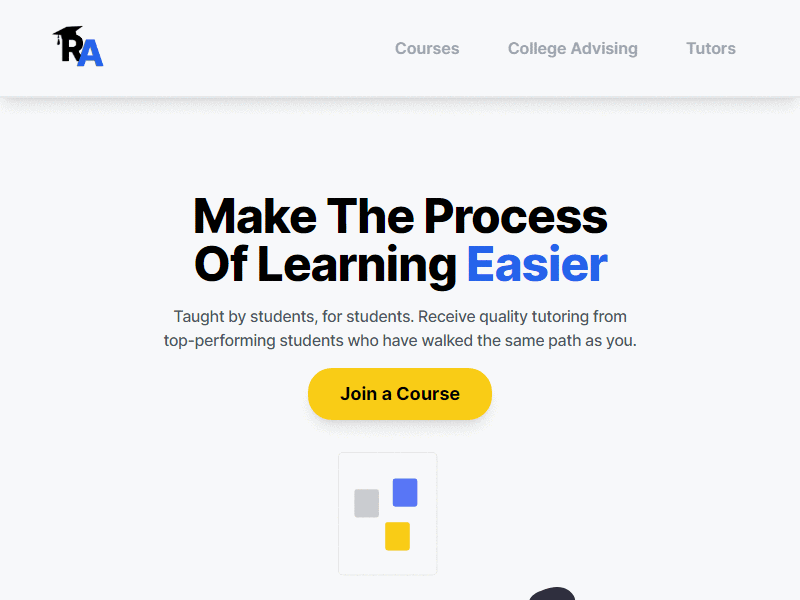 RA
Courses College Advising Tutors
Make The Process
Of Learning Easier
Taught by students, for students. Receive quality tutoring from
top-performing students who have walked the same path as you.
Join a Course